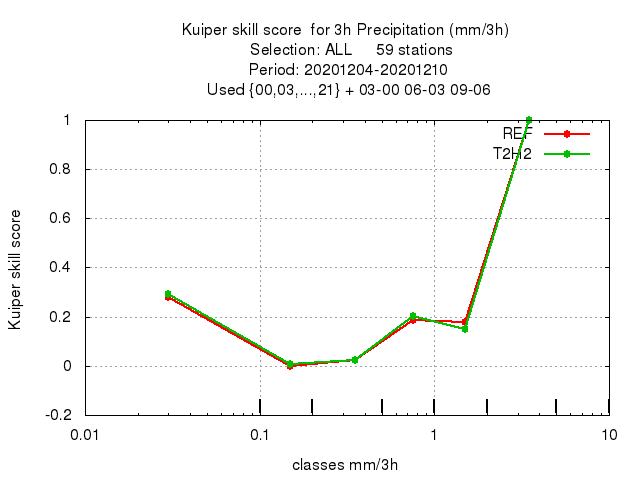 Kuiper skill score  for 3h Precipitation (mm/3h)
Selection: ALL     59 stations
Period: 20201204-20201210
Used {00,03,...,21} + 03-00 06-03 09-06
REF
T2H2
Kuiper skill score
1
0.8
0.6
0.4
0.2
0
-0.2
0.01
0.1
1
10
classes mm/3h